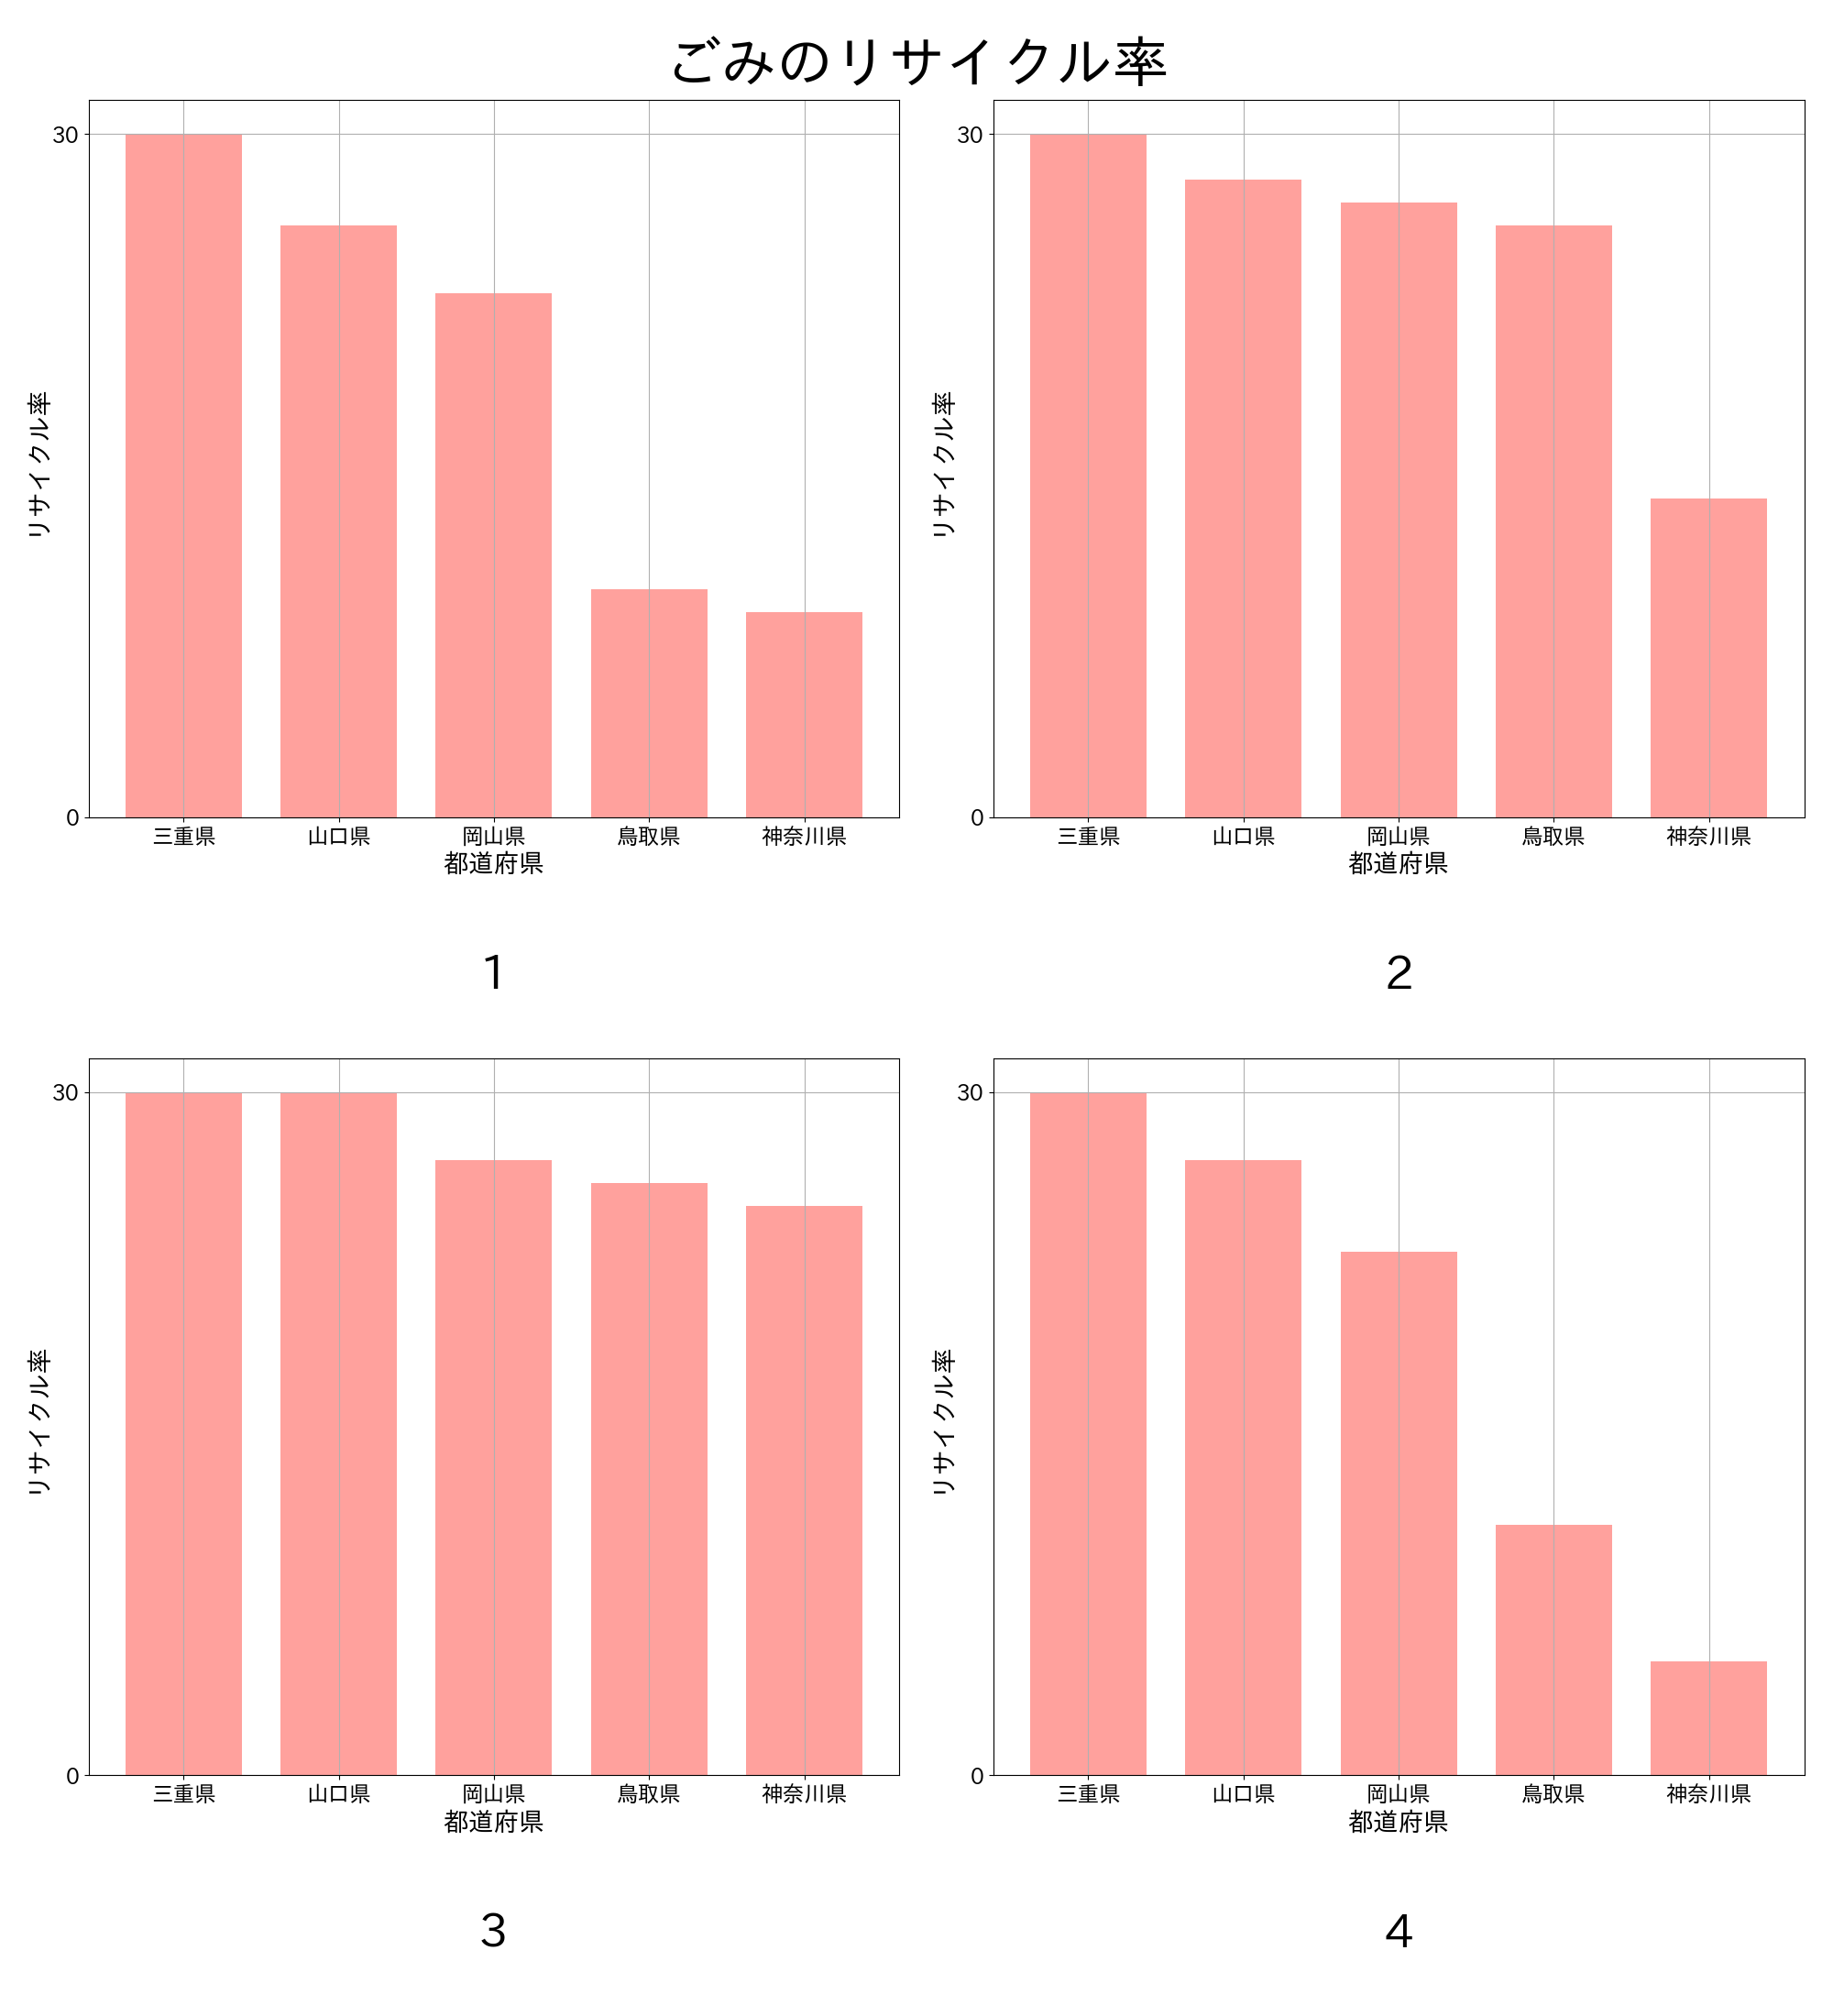 ごみのリサイクル率
30
0
リサイクル率
三重県 山口県 岡山県 鳥取県 神奈川県
都道府県
1
30
0
リサイクル率
三重県 山口県 岡山県 鳥取県 神奈川県
都道府県
2
30
0
リサイクル率
三重県 山口県 岡山県 鳥取県 神奈川県
都道府県
3
30
0
リサイクル率
三重県 山口県 岡山県 鳥取県 神奈川県
都道府県
4